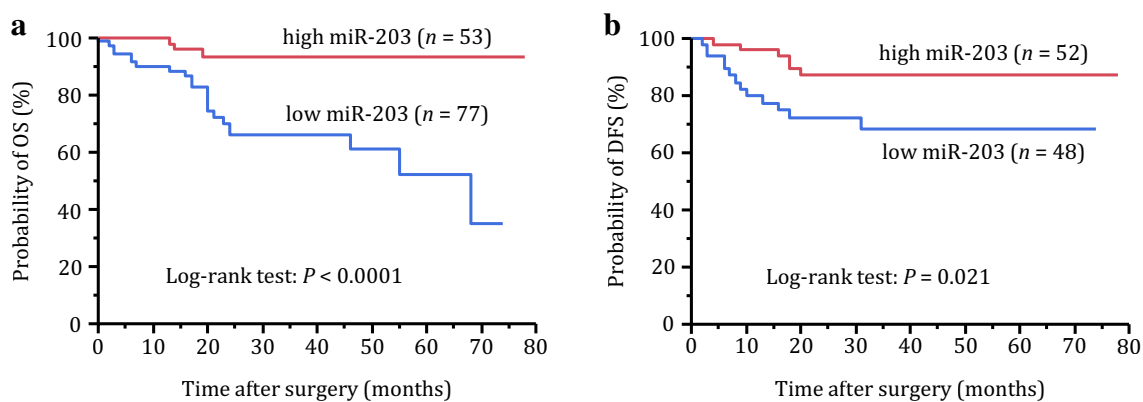 a
high miR-203 (n = 53)
low miR-203 (n = 77)
Log-rank test: P < 0.0001
Probability of OS (%)
100
80
60
40
20
0
0 10 20 30 40 50 60 70 80
Time after surgery (months)
b
high miR-203 (n = 52)
low miR-203 (n = 48)
Log-rank test: P = 0.021
Probability of DFS (%)
100
80
60
40
20
0
0 10 20 30 40 50 60 70 80
Time after surgery (months)